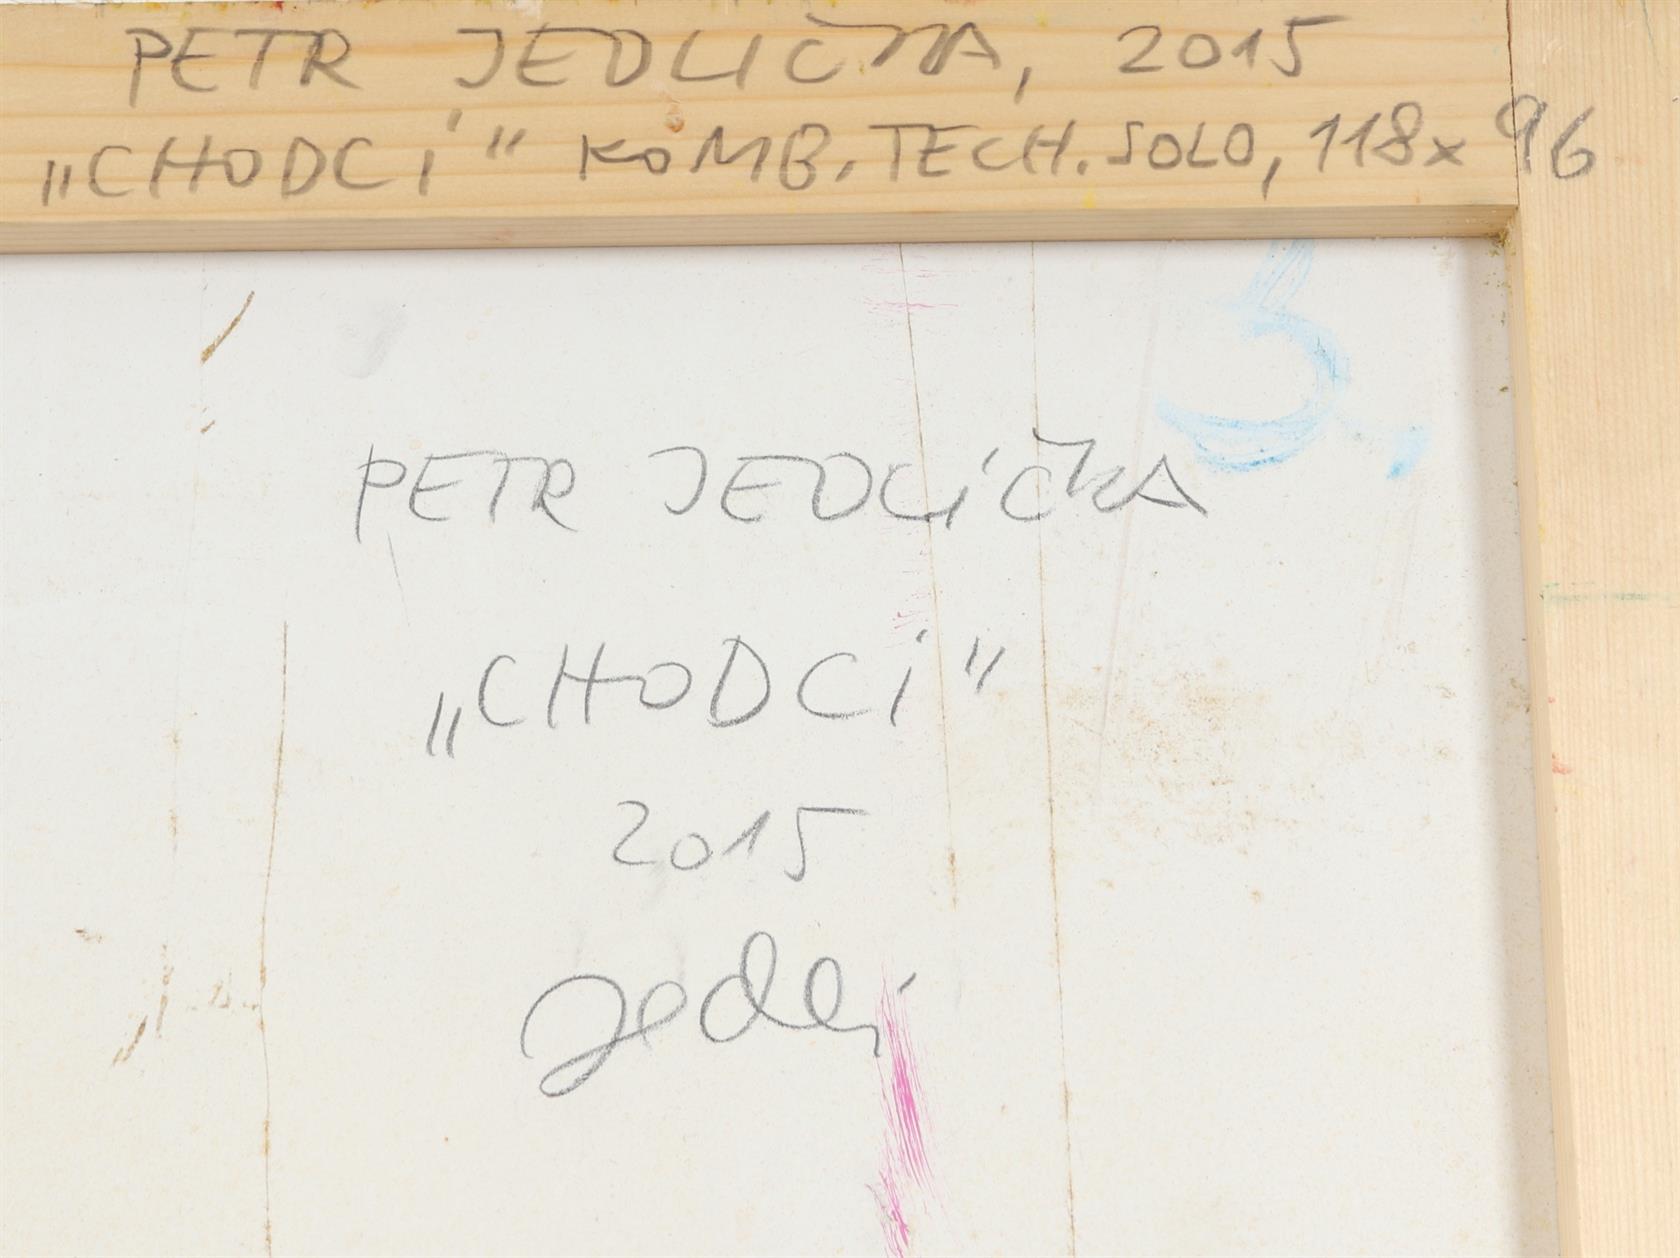 PETR JEDLIČKA, 2015
„CHODCI" KOMB. TECH. SOLO, 118x96
3.
PETR JEDLIČKA
„CHODCI"
2015
Jedli